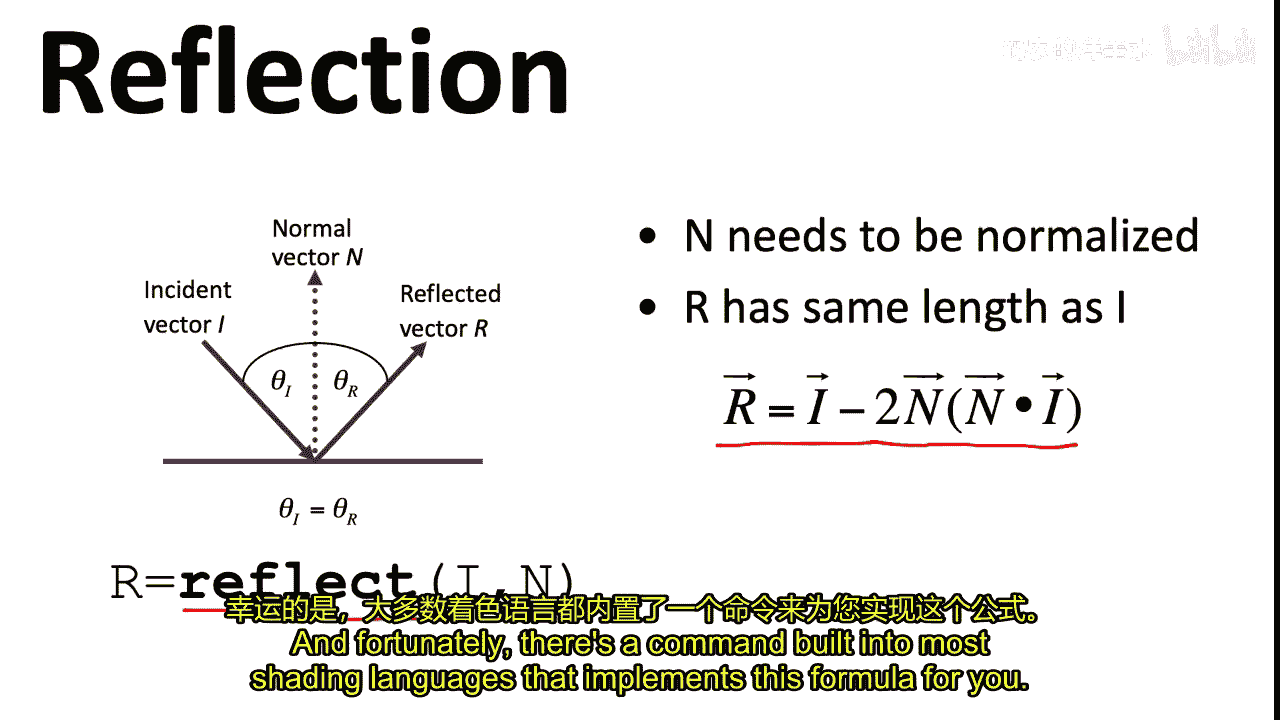 Reflection
bilibili
Normal
vector N
Incident
vector I
Reflected
vector R
θI θR
θI = θR
R=reflect(I,N)
• N needs to be normalized
• R has same length as I
R = I − 2N(N • I)
幸运的是，大多数着色语言都内置了一个命令来为您实现这个公式。
And fortunately, there's a command built into most
shading languages that implements this formula for you.